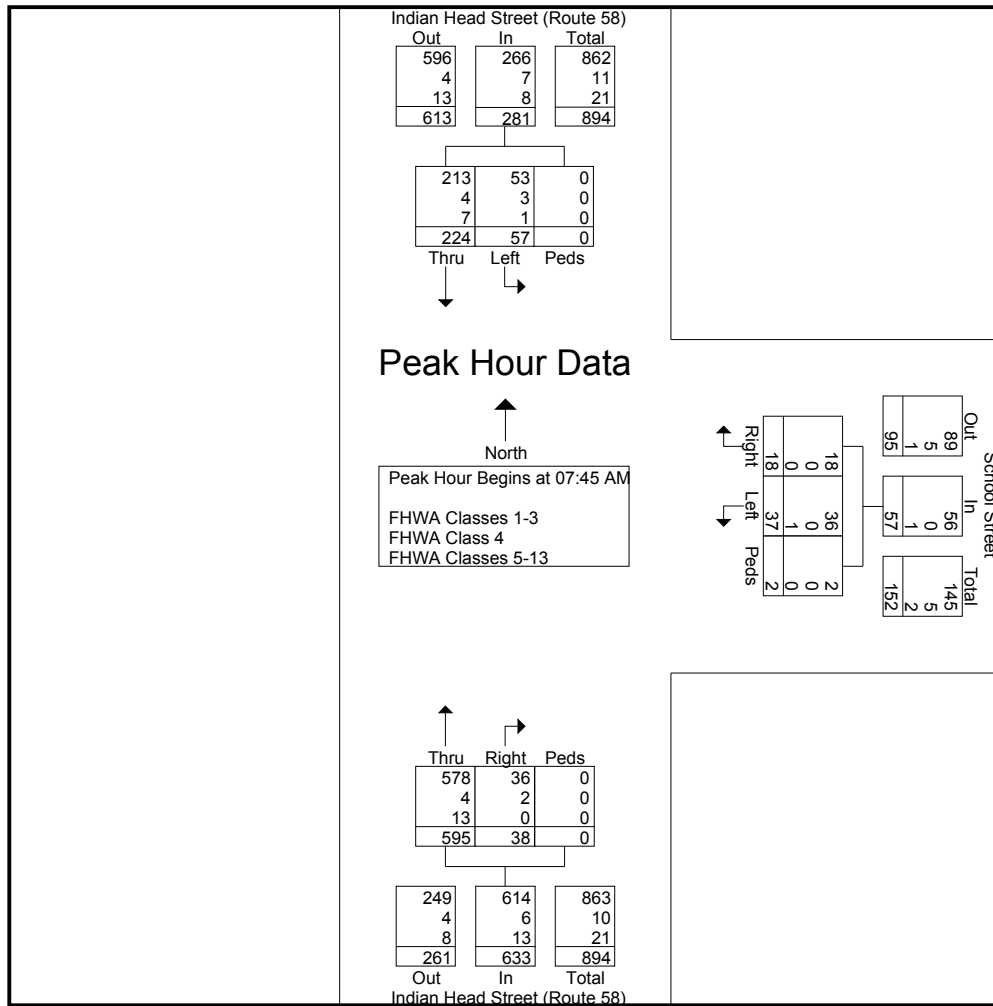 Indian Head Street (Route 58)
Out In Total
596 266 862
4 7 11
13 8 21
613 281 894
213 53 0
4 3 0
7 1 0
224 57 0
Thru Left Peds
Peak Hour Data
North
Peak Hour Begins at 07:45 AM
FHWA Classes 1-3
FHWA Class 4
FHWA Classes 5-13
School Street
Out In Total
89 56 145
5 0 5
1 1 2
95 57 152
18 36 2
0 0 0
0 1 0
18 37 2
Right Left Peds
Thru Right Peds
578 36 0
4 2 0
13 0 0
595 38 0
249 614 863
4 6 10
8 13 21
261 633 894
Out In Total
Indian Head Street (Route 58)